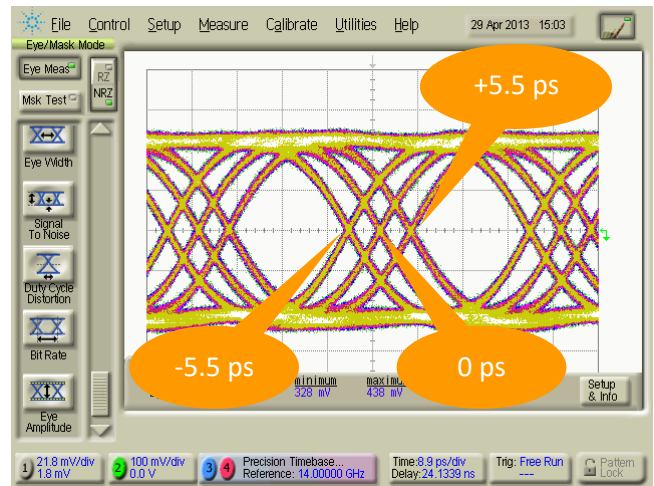 File Control Setup Measure Calibrate Utilities Help 29 Apr 2013 15:03
Eye/Mask Mode
Eye Meas
RZ
Msk Test
NRZ
Eye Width
Signal
To Noise
Duty Cycle
Distortion
Bit Rate
Eye
Amplitude
+5.5 ps
-5.5 ps
0 ps
minimum
328 mV
438 mV
Setup
& Info
1 21.8 mV/div
1.8 mV
2 100 mV/div
0.0 V
3 4 Precision Timebase...
Reference: 14.00000 GHz
Time:8.9 ps/div
Delay:24.1339 ns
Trig: Free Run
---
Pattern
Lock